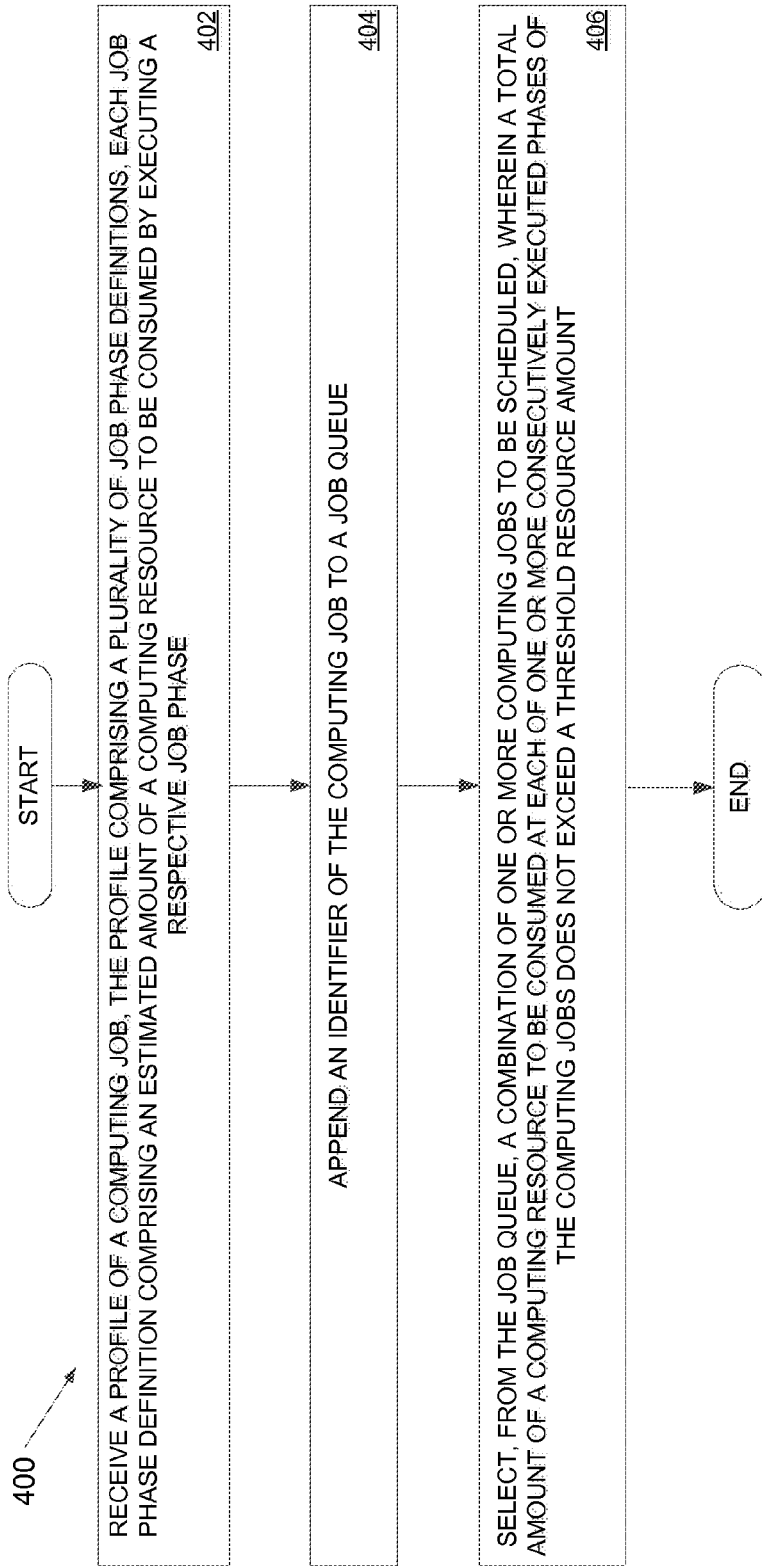 400
START
RECEIVE A PROFILE OF A COMPUTING JOB, THE PROFILE COMPRISING A PLURALITY OF JOB PHASE DEFINITIONS, EACH JOB
PHASE DEFINITION COMPRISING AN ESTIMATED AMOUNT OF A COMPUTING RESOURCE TO BE CONSUMED BY EXECUTING A
RESPECTIVE JOB PHASE
402
APPEND AN IDENTIFIER OF THE COMPUTING JOB TO A JOB QUEUE
404
SELECT, FROM THE JOB QUEUE, A COMBINATION OF ONE OR MORE COMPUTING JOBS TO BE SCHEDULED, WHEREIN A TOTAL
AMOUNT OF A COMPUTING RESOURCE TO BE CONSUMED AT EACH OF ONE OR MORE CONSECUTIVELY EXECUTED PHASES OF
THE COMPUTING JOBS DOES NOT EXCEED A THRESHOLD RESOURCE AMOUNT
406
END